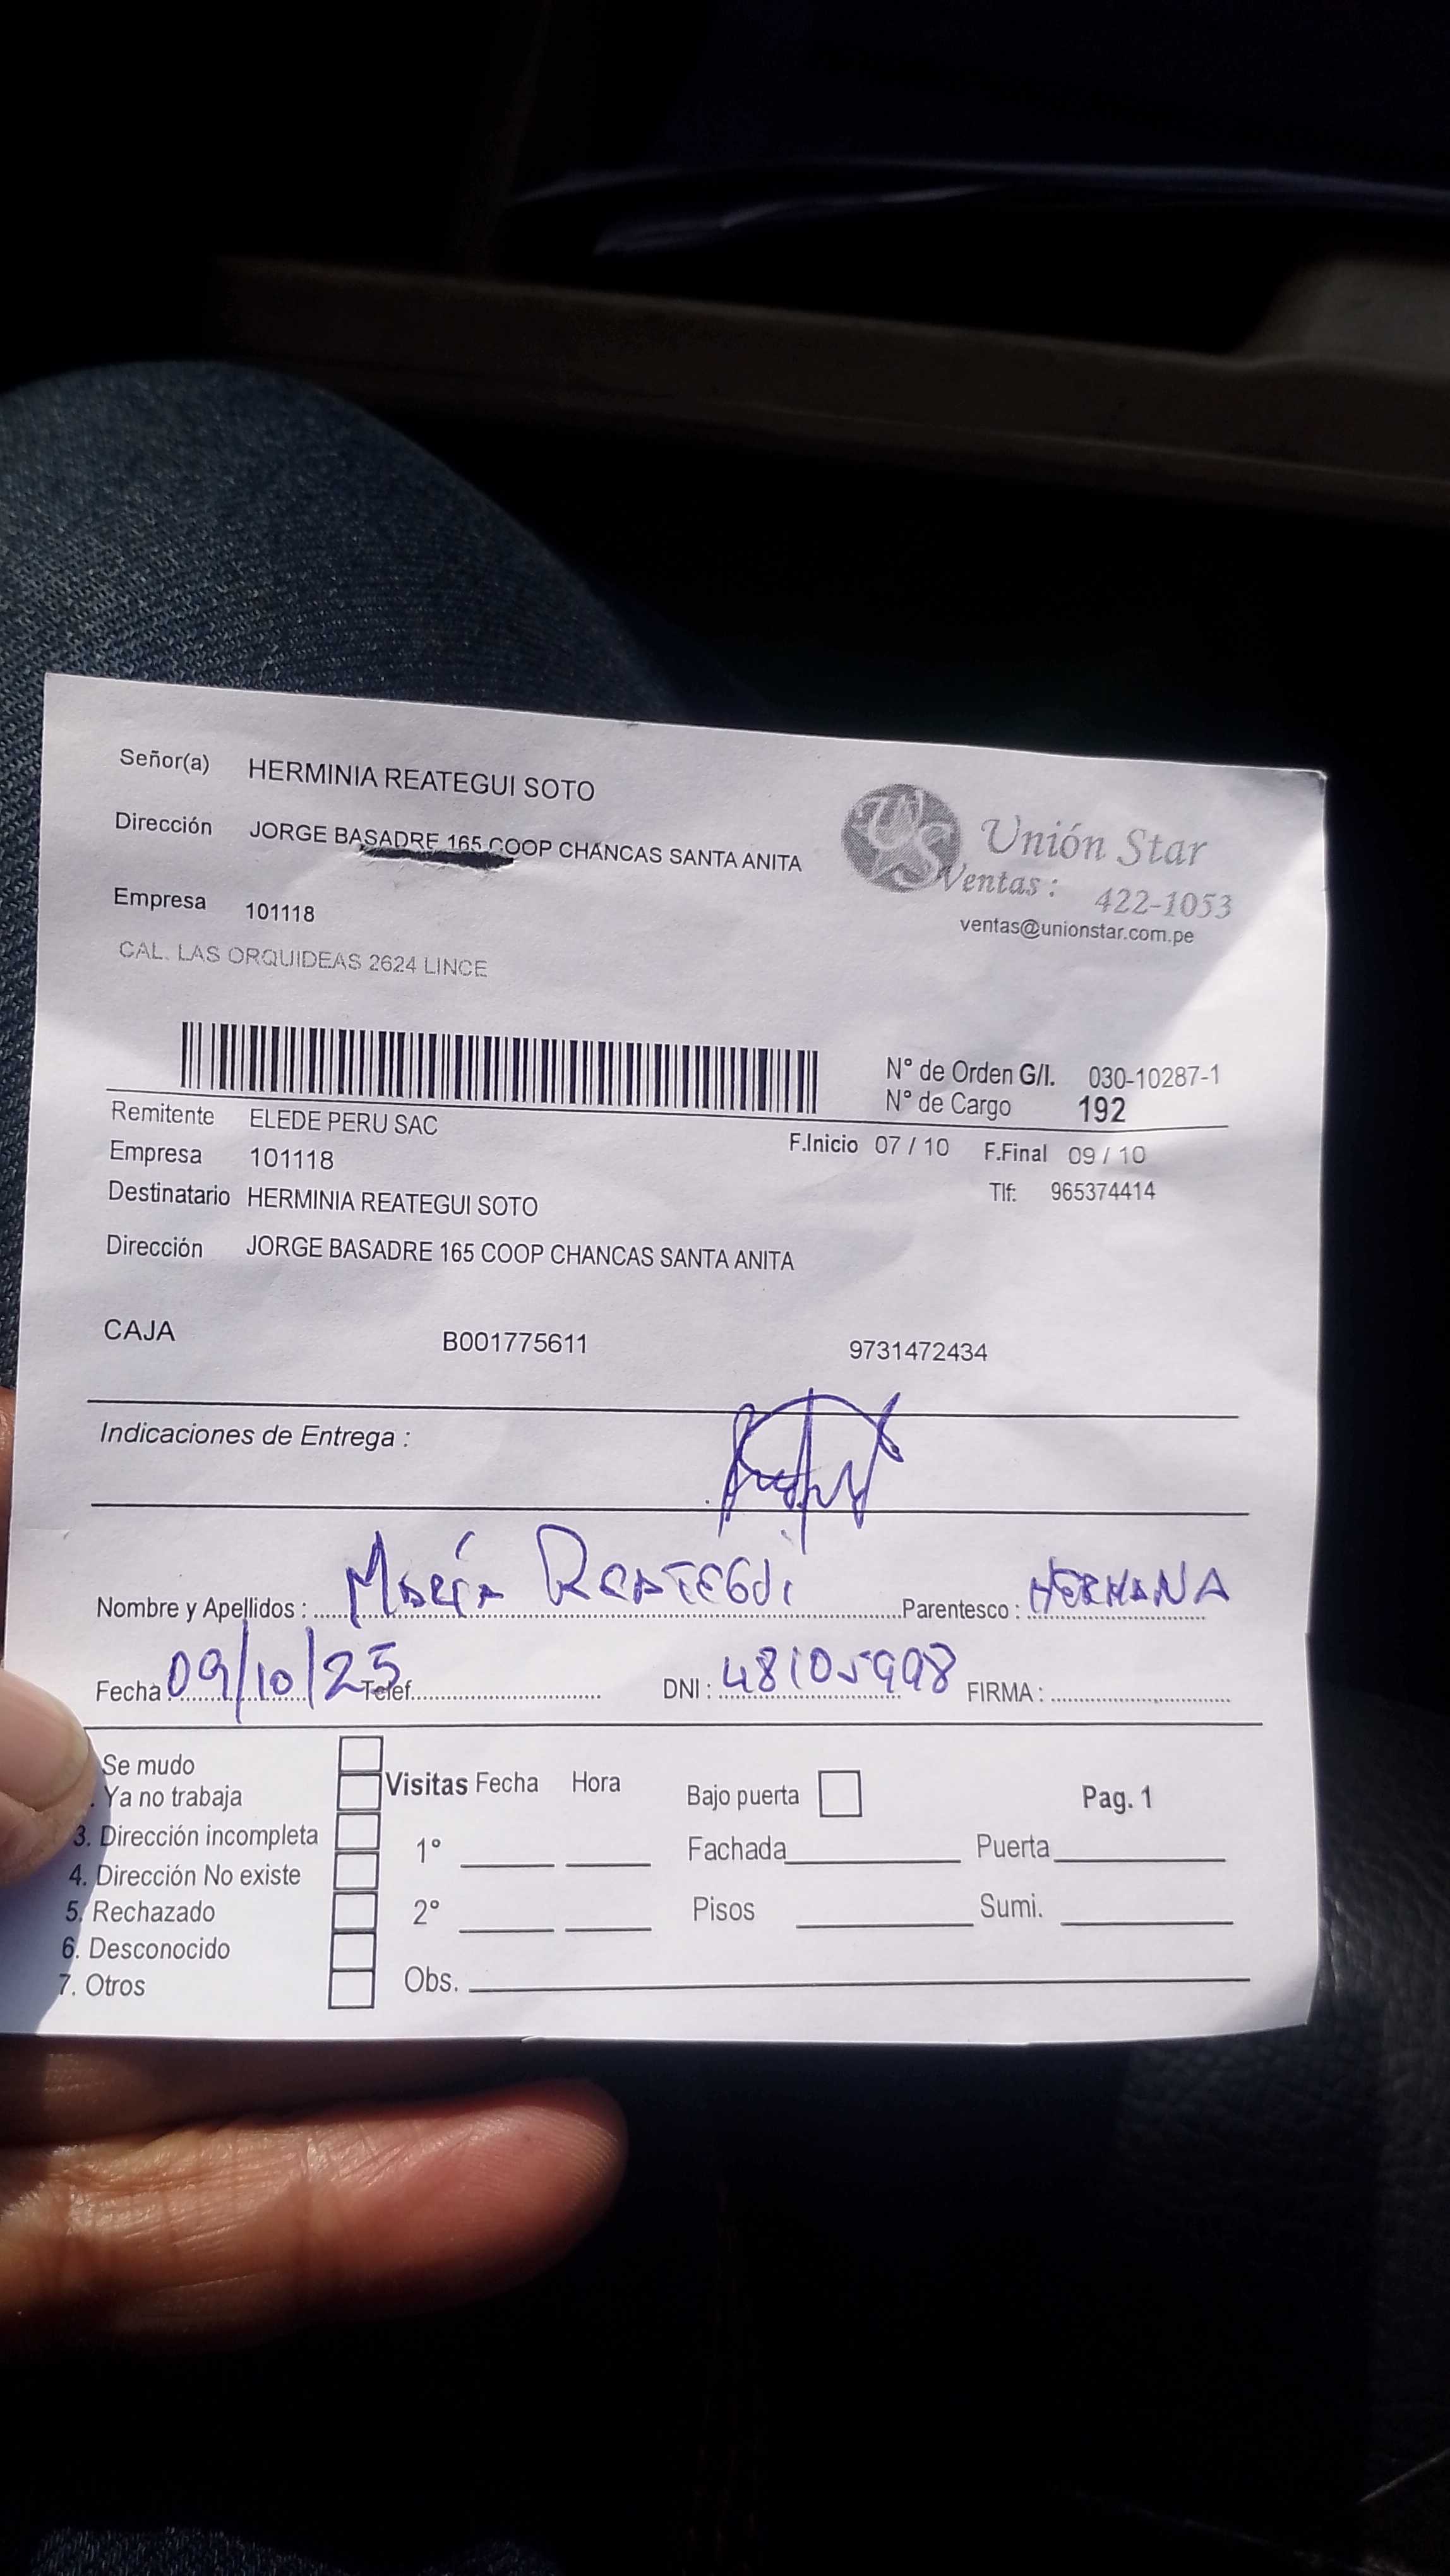 Señor(a) HERMINIA REATEGUI SOTO
Dirección JORGE BASADRE 165 COOP CHANCAS SANTA ANITA
Empresa 101118
CAL. LAS ORQUIDEAS 2624 LINCE
US Unión Star
Ventas : 422-1053
ventas@unionstar.com.pe
N° de Orden G/I. 030-10287-1
N° de Cargo 192
Remitente ELEDE PERU SAC
F.Inicio 07 / 10 F.Final 09 / 10
Empresa 101118
Tlf: 965374414
Destinatario HERMINIA REATEGUI SOTO
Dirección JORGE BASADRE 165 COOP CHANCAS SANTA ANITA
CAJA B001775611 9731472434
Indicaciones de Entrega :
Nombre y Apellidos : María REATEGUI Parentesco : HERMANA
Fecha 09/10/25 Telef. DNI : 48105998 FIRMA :
Se mudo
Ya no trabaja
3. Dirección incompleta
4. Dirección No existe
5. Rechazado
6. Desconocido
7. Otros
Visitas Fecha Hora
1°
2°
Obs.
Bajo puerta Pag. 1
Fachada Puerta
Pisos Sumi.